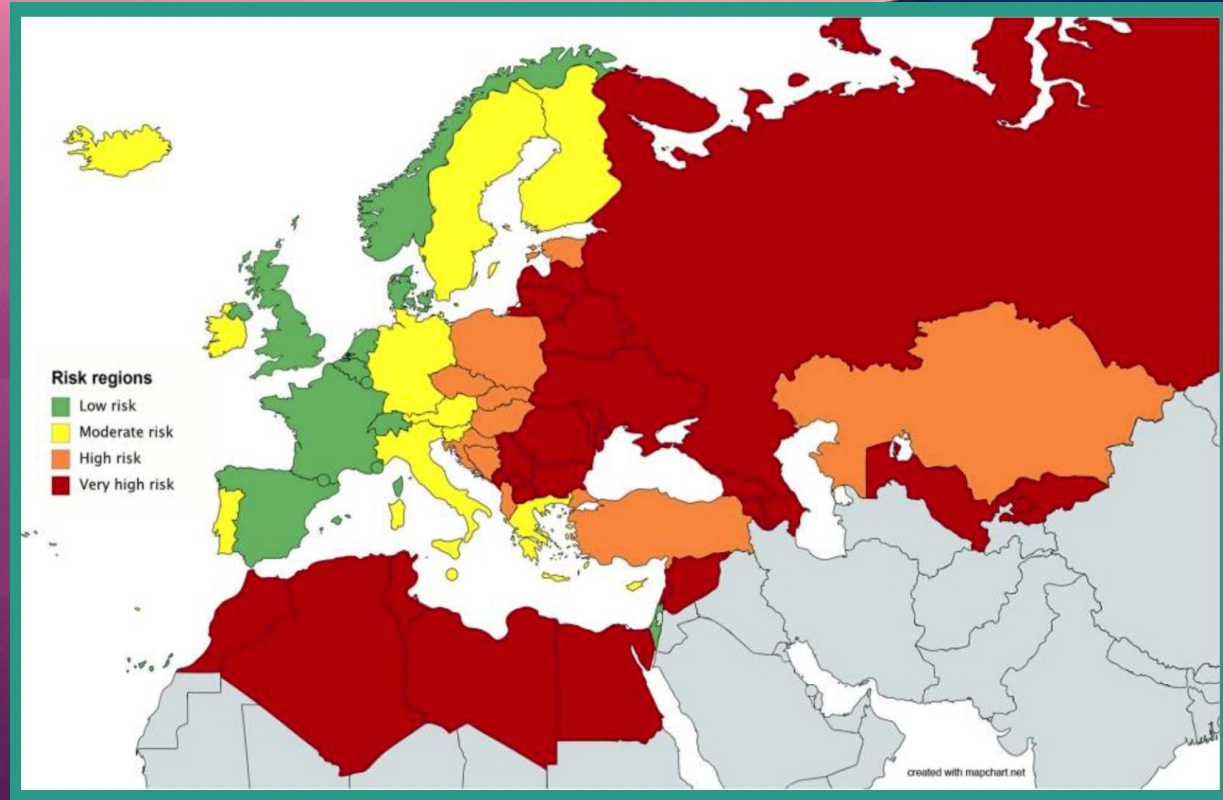 Risk regions
Low risk
Moderate risk
High risk
Very high risk
created with mapchart.net